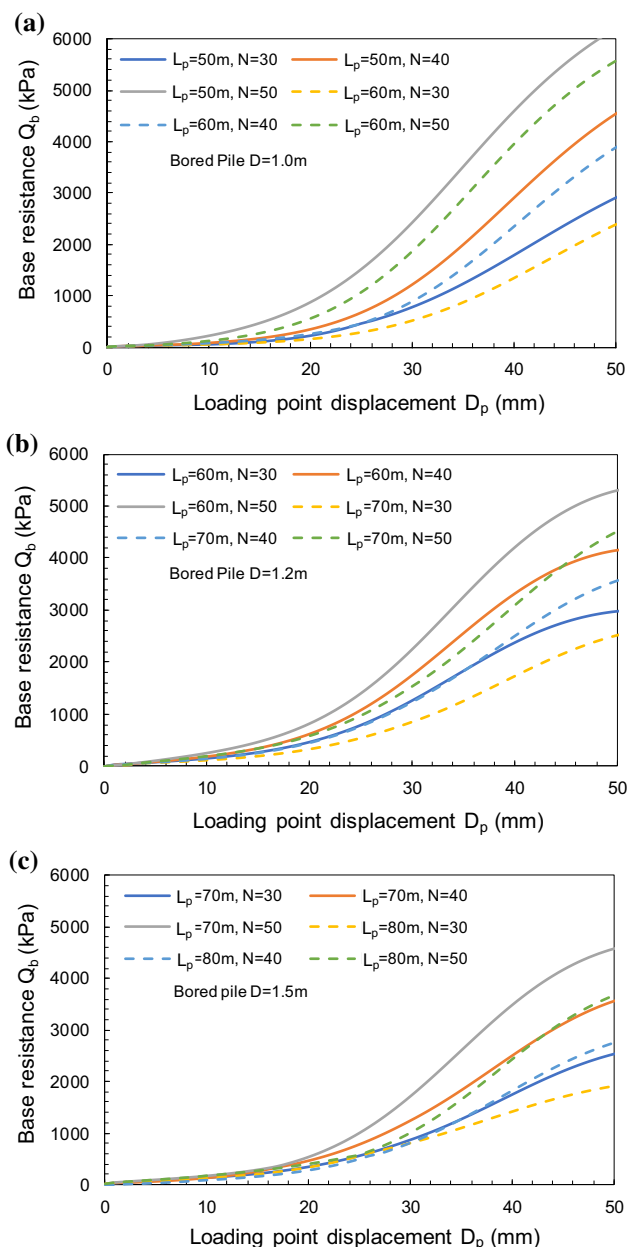 (a)
6000
5000
4000
3000
2000
1000
0
Base resistance Q_b (kPa)
L_p=50m, N=30
L_p=50m, N=40
L_p=50m, N=50
L_p=60m, N=30
L_p=60m, N=40
L_p=60m, N=50
Bored Pile D=1.0m
0 10 20 30 40 50
Loading point displacement D_p (mm)
(b)
6000
5000
4000
3000
2000
1000
0
Base resistance Q_b (kPa)
L_p=60m, N=30
L_p=60m, N=40
L_p=60m, N=50
L_p=70m, N=30
L_p=70m, N=40
L_p=70m, N=50
Bored Pile D=1.2m
0 10 20 30 40 50
Loading point displacement D_p (mm)
(c)
6000
5000
4000
3000
2000
1000
0
Base resistance Q_b (kPa)
L_p=70m, N=30
L_p=70m, N=40
L_p=70m, N=50
L_p=80m, N=30
L_p=80m, N=40
L_p=80m, N=50
Bored pile D=1.5m
0 10 20 30 40 50
Loading point displacement D_p (mm)